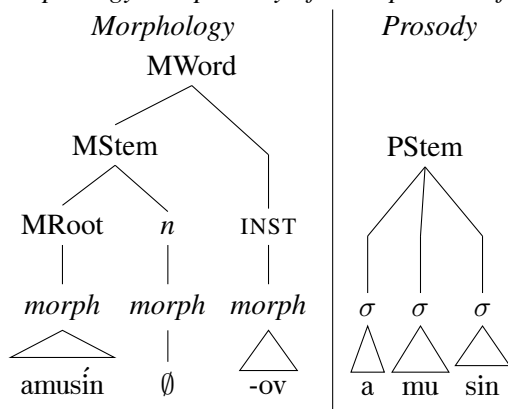 Morphology Prosody
MWord
MStem PStem
MRoot n INST
morph morph morph σ σ σ
amusín ∅ -ov a mu sin